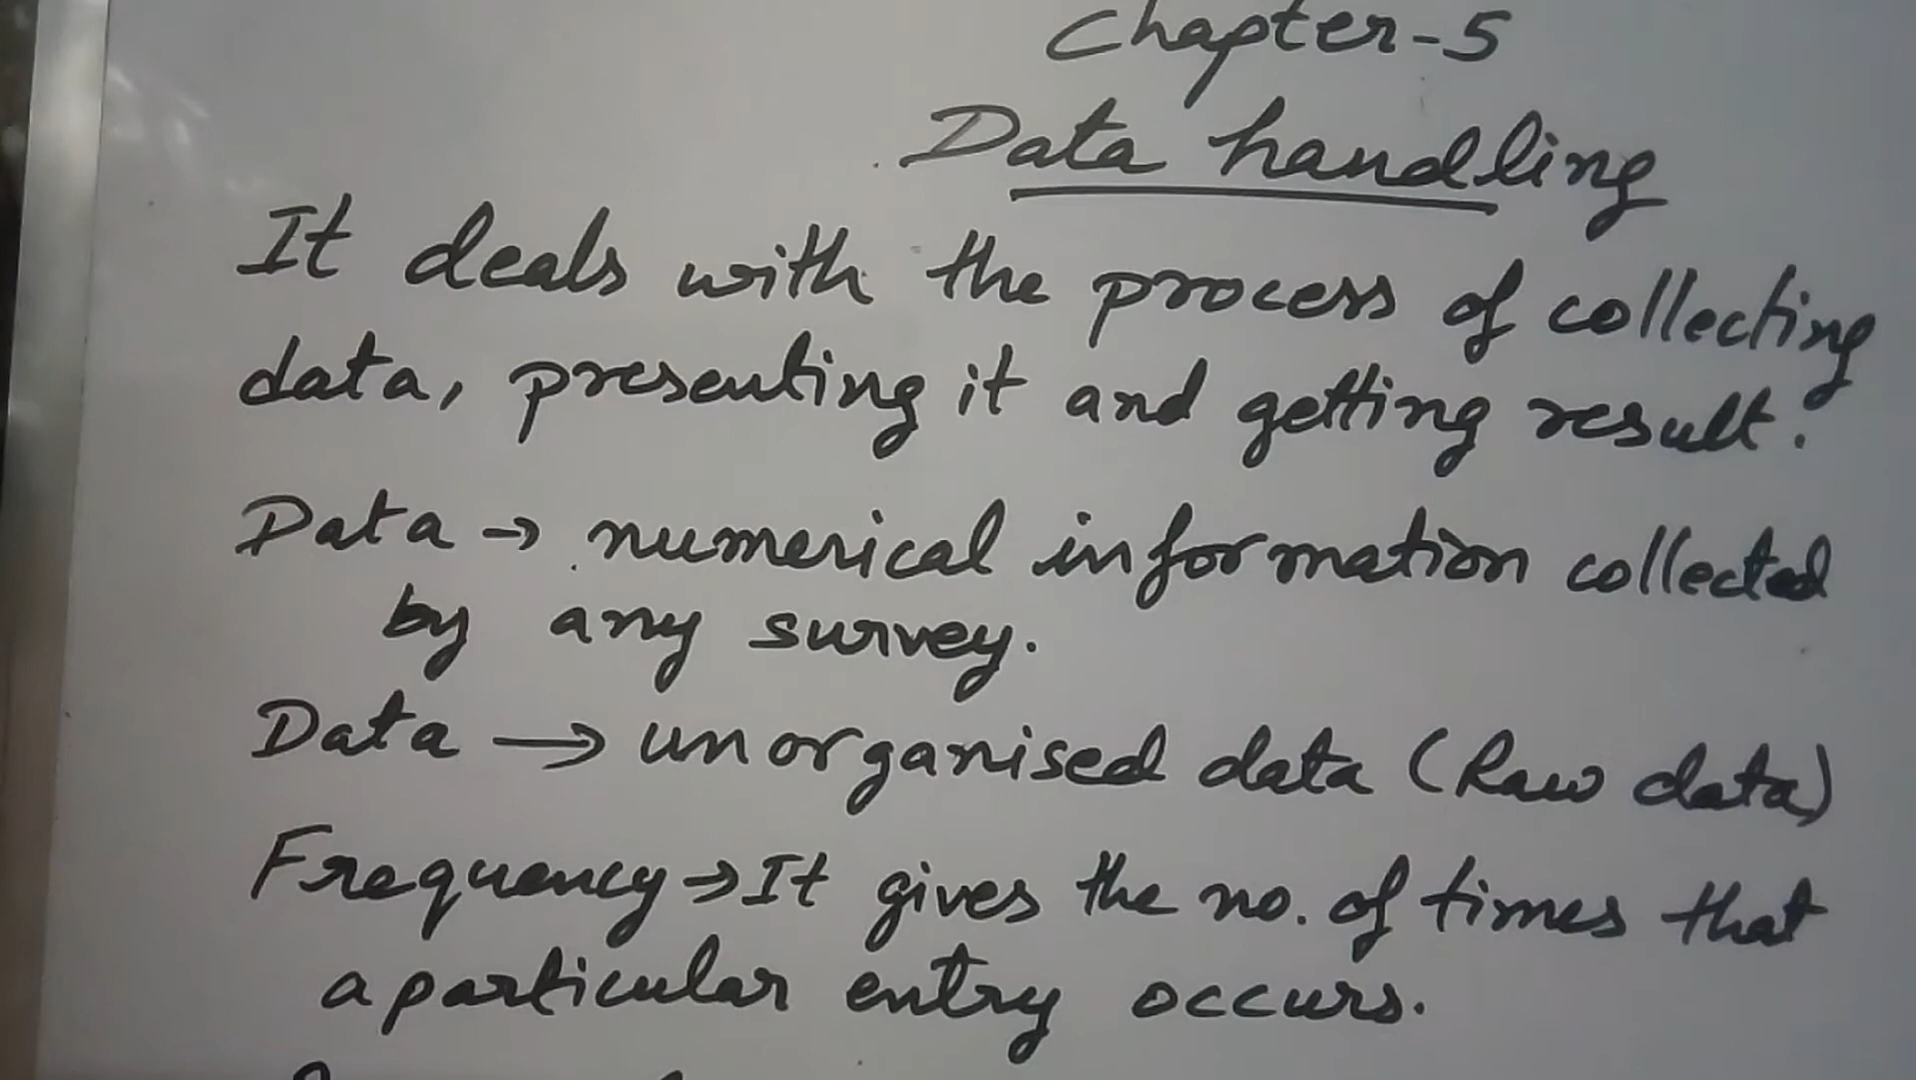 Chapter-5
Data handling
It deals with the process of collecting
data, presenting it and getting result.
Data → numerical information collected
by any survey.
Data → unorganised data (Raw data)
Frequency → It gives the no. of times that
a particular entry occurs.